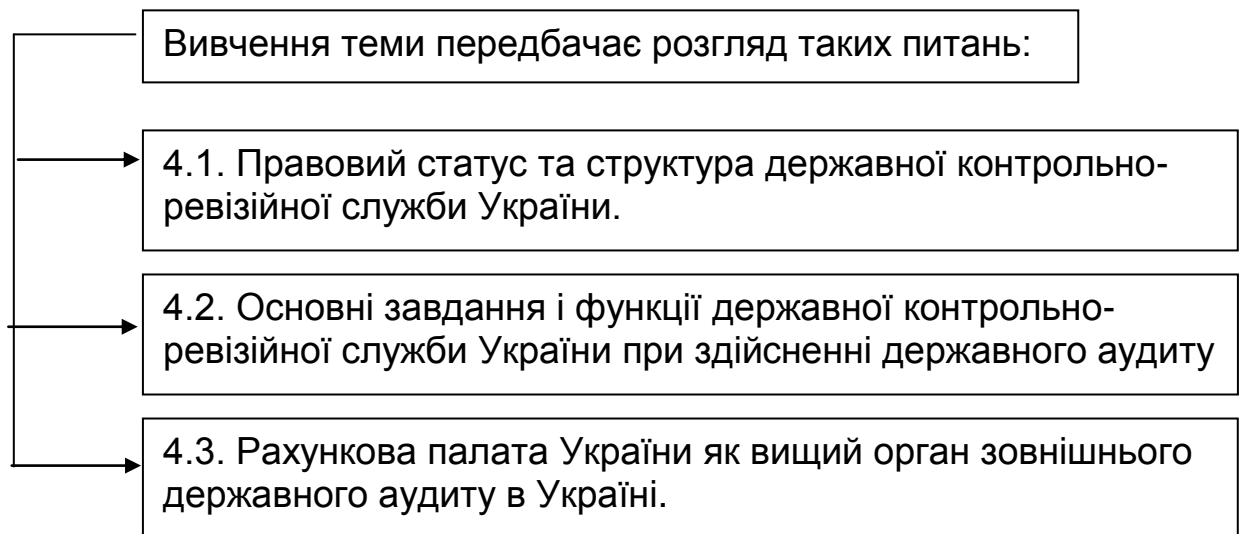 Вивчення теми передбачає розгляд таких питань:
4.1. Правовий статус та структура державної контрольно-
ревізійної служби України.
4.2. Основні завдання і функції державної контрольно-
ревізійної служби України при здійсненні державного аудиту
4.3. Рахункова палата України як вищий орган зовнішнього
державного аудиту в Україні.